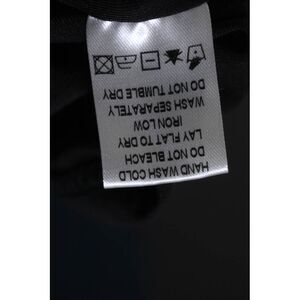 HAND WASH COLD
DO NOT BLEACH
LAY FLAT TO DRY
IRON LOW
WASH SEPARATELY
DO NOT TUMBLE DRY